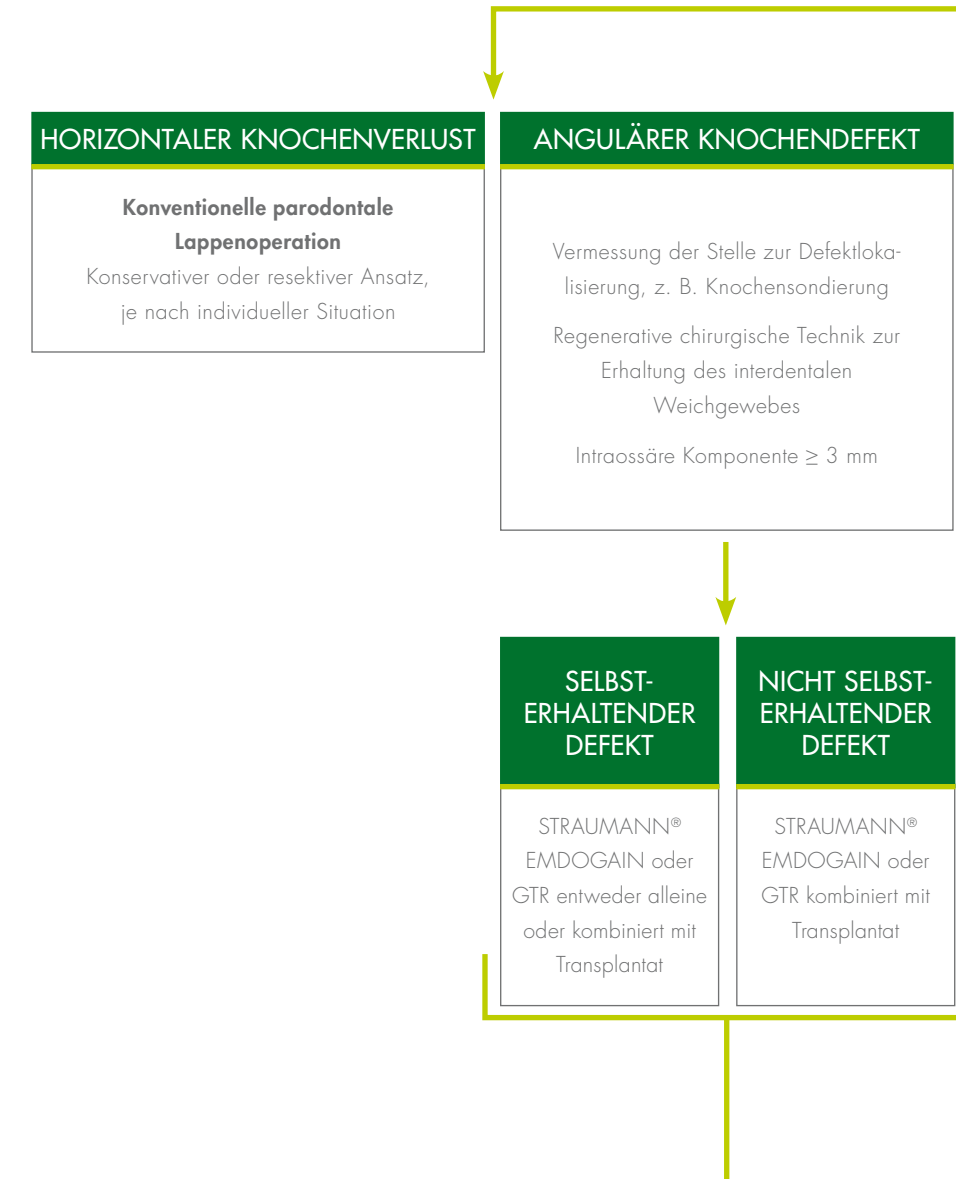 HORIZONTALER KNOCHENVERLUST
Konventionelle parodontale
Lappenoperation
Konservativer oder resektiver Ansatz,
je nach individueller Situation
ANGULÄRER KNOCHENDEFEKT
Vermessung der Stelle zur Defektloka-
lisierung, z. B. Knochensondierung
Regenerative chirurgische Technik zur
Erhaltung des interdentalen
Weichgewebes
Intraossäre Komponente ≥ 3 mm
SELBST-
ERHALTENDER
DEFEKT
STRAUMANN®
EMDOGAIN oder
GTR entweder alleine
oder kombiniert mit
Transplantat
NICHT SELBST-
ERHALTENDER
DEFEKT
STRAUMANN®
EMDOGAIN oder
GTR kombiniert mit
Transplantat